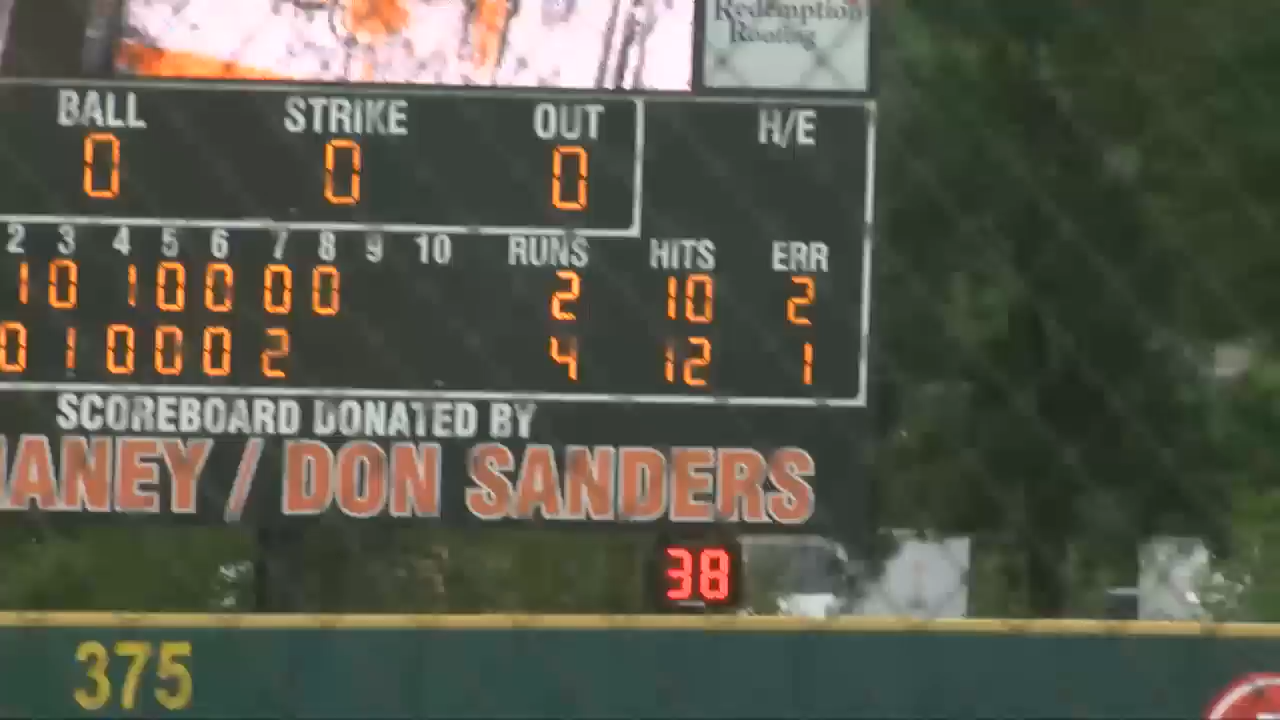 Redemption
Roofing
BALL STRIKE OUT H/E
0 0 0
2 3 4 5 6 7 8 9 10 RUNS HITS ERR
1 0 1 0 0 0 0 2 10 2
0 1 0 0 0 2 4 12 1
SCOREBOARD DONATED BY
HANEY / DON SANDERS
38
375